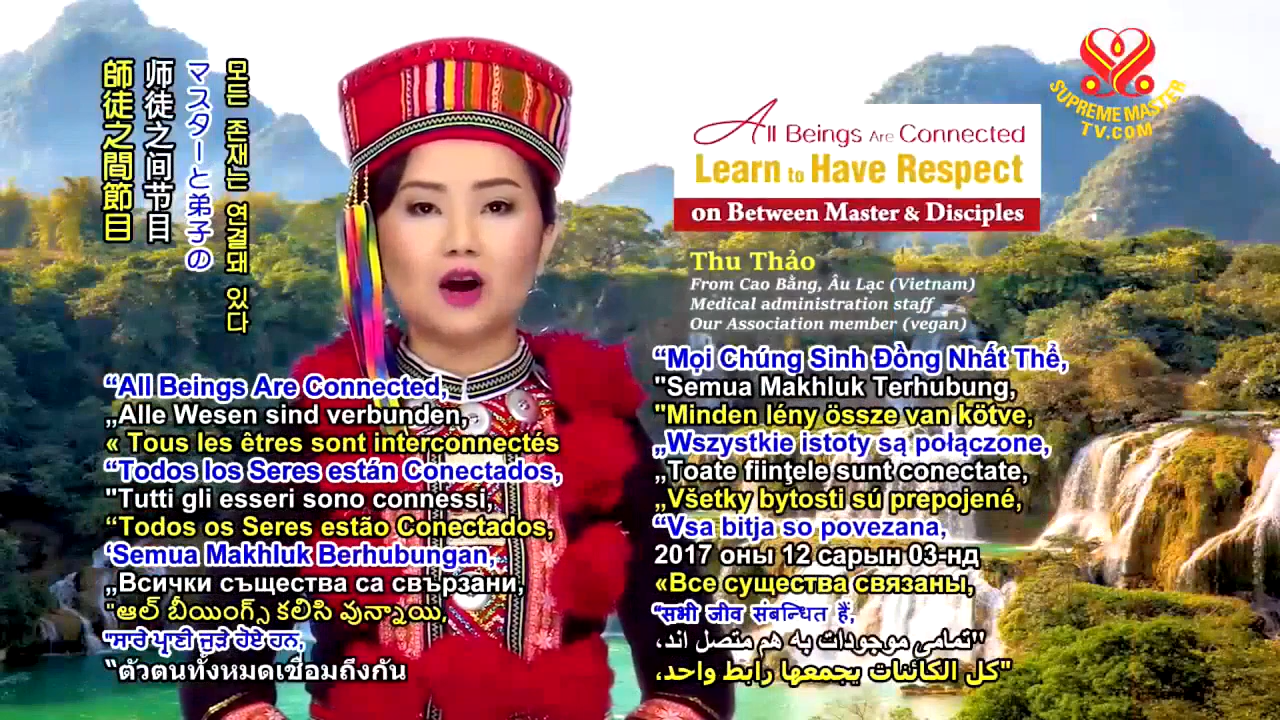 모든 존재는 연결돼 있다
マスターと弟子の
师徒之间节目
師徒之間節目
SUPREME MASTER
TV.COM
All Beings Are Connected
Learn to Have Respect
on Between Master & Disciples
Thu Thảo
From Cao Bằng, Âu Lạc (Vietnam)
Medical administration staff
Our Association member (vegan)
“All Beings Are Connected,
„Alle Wesen sind verbunden,
« Tous les êtres sont interconnectés
“Todos los Seres están Conectados,
"Tutti gli esseri sono connessi,
“Todos os Seres estão Conectados,
‘Semua Makhluk Berhubungan,
„Всички същества са свързани,
"ఆల్ బీయింగ్స్ కలిసి వున్నాయి,
"ਸਾਰੇ ਪ੍ਰਾਣੀ ਜੁੜੇ ਹੋਏ ਹਨ,
“ตัวตนทั้งหมดเชื่อมถึงกัน
“Mọi Chúng Sinh Đồng Nhất Thể,
"Semua Makhluk Terhubung,
"Minden lény össze van kötve,
„Wszystkie istoty są połączone,
„Toate fiinţele sunt conectate,
„Všetky bytosti sú prepojené,
“Vsa bitja so povezana,
2017 оны 12 сарын 03-нд
«Все существа связаны,
“सभी जीव संबन्धित हैं,
"تمامی موجودات به هم متصل اند،
"كل الكائنات يجمعها رابط واحد،